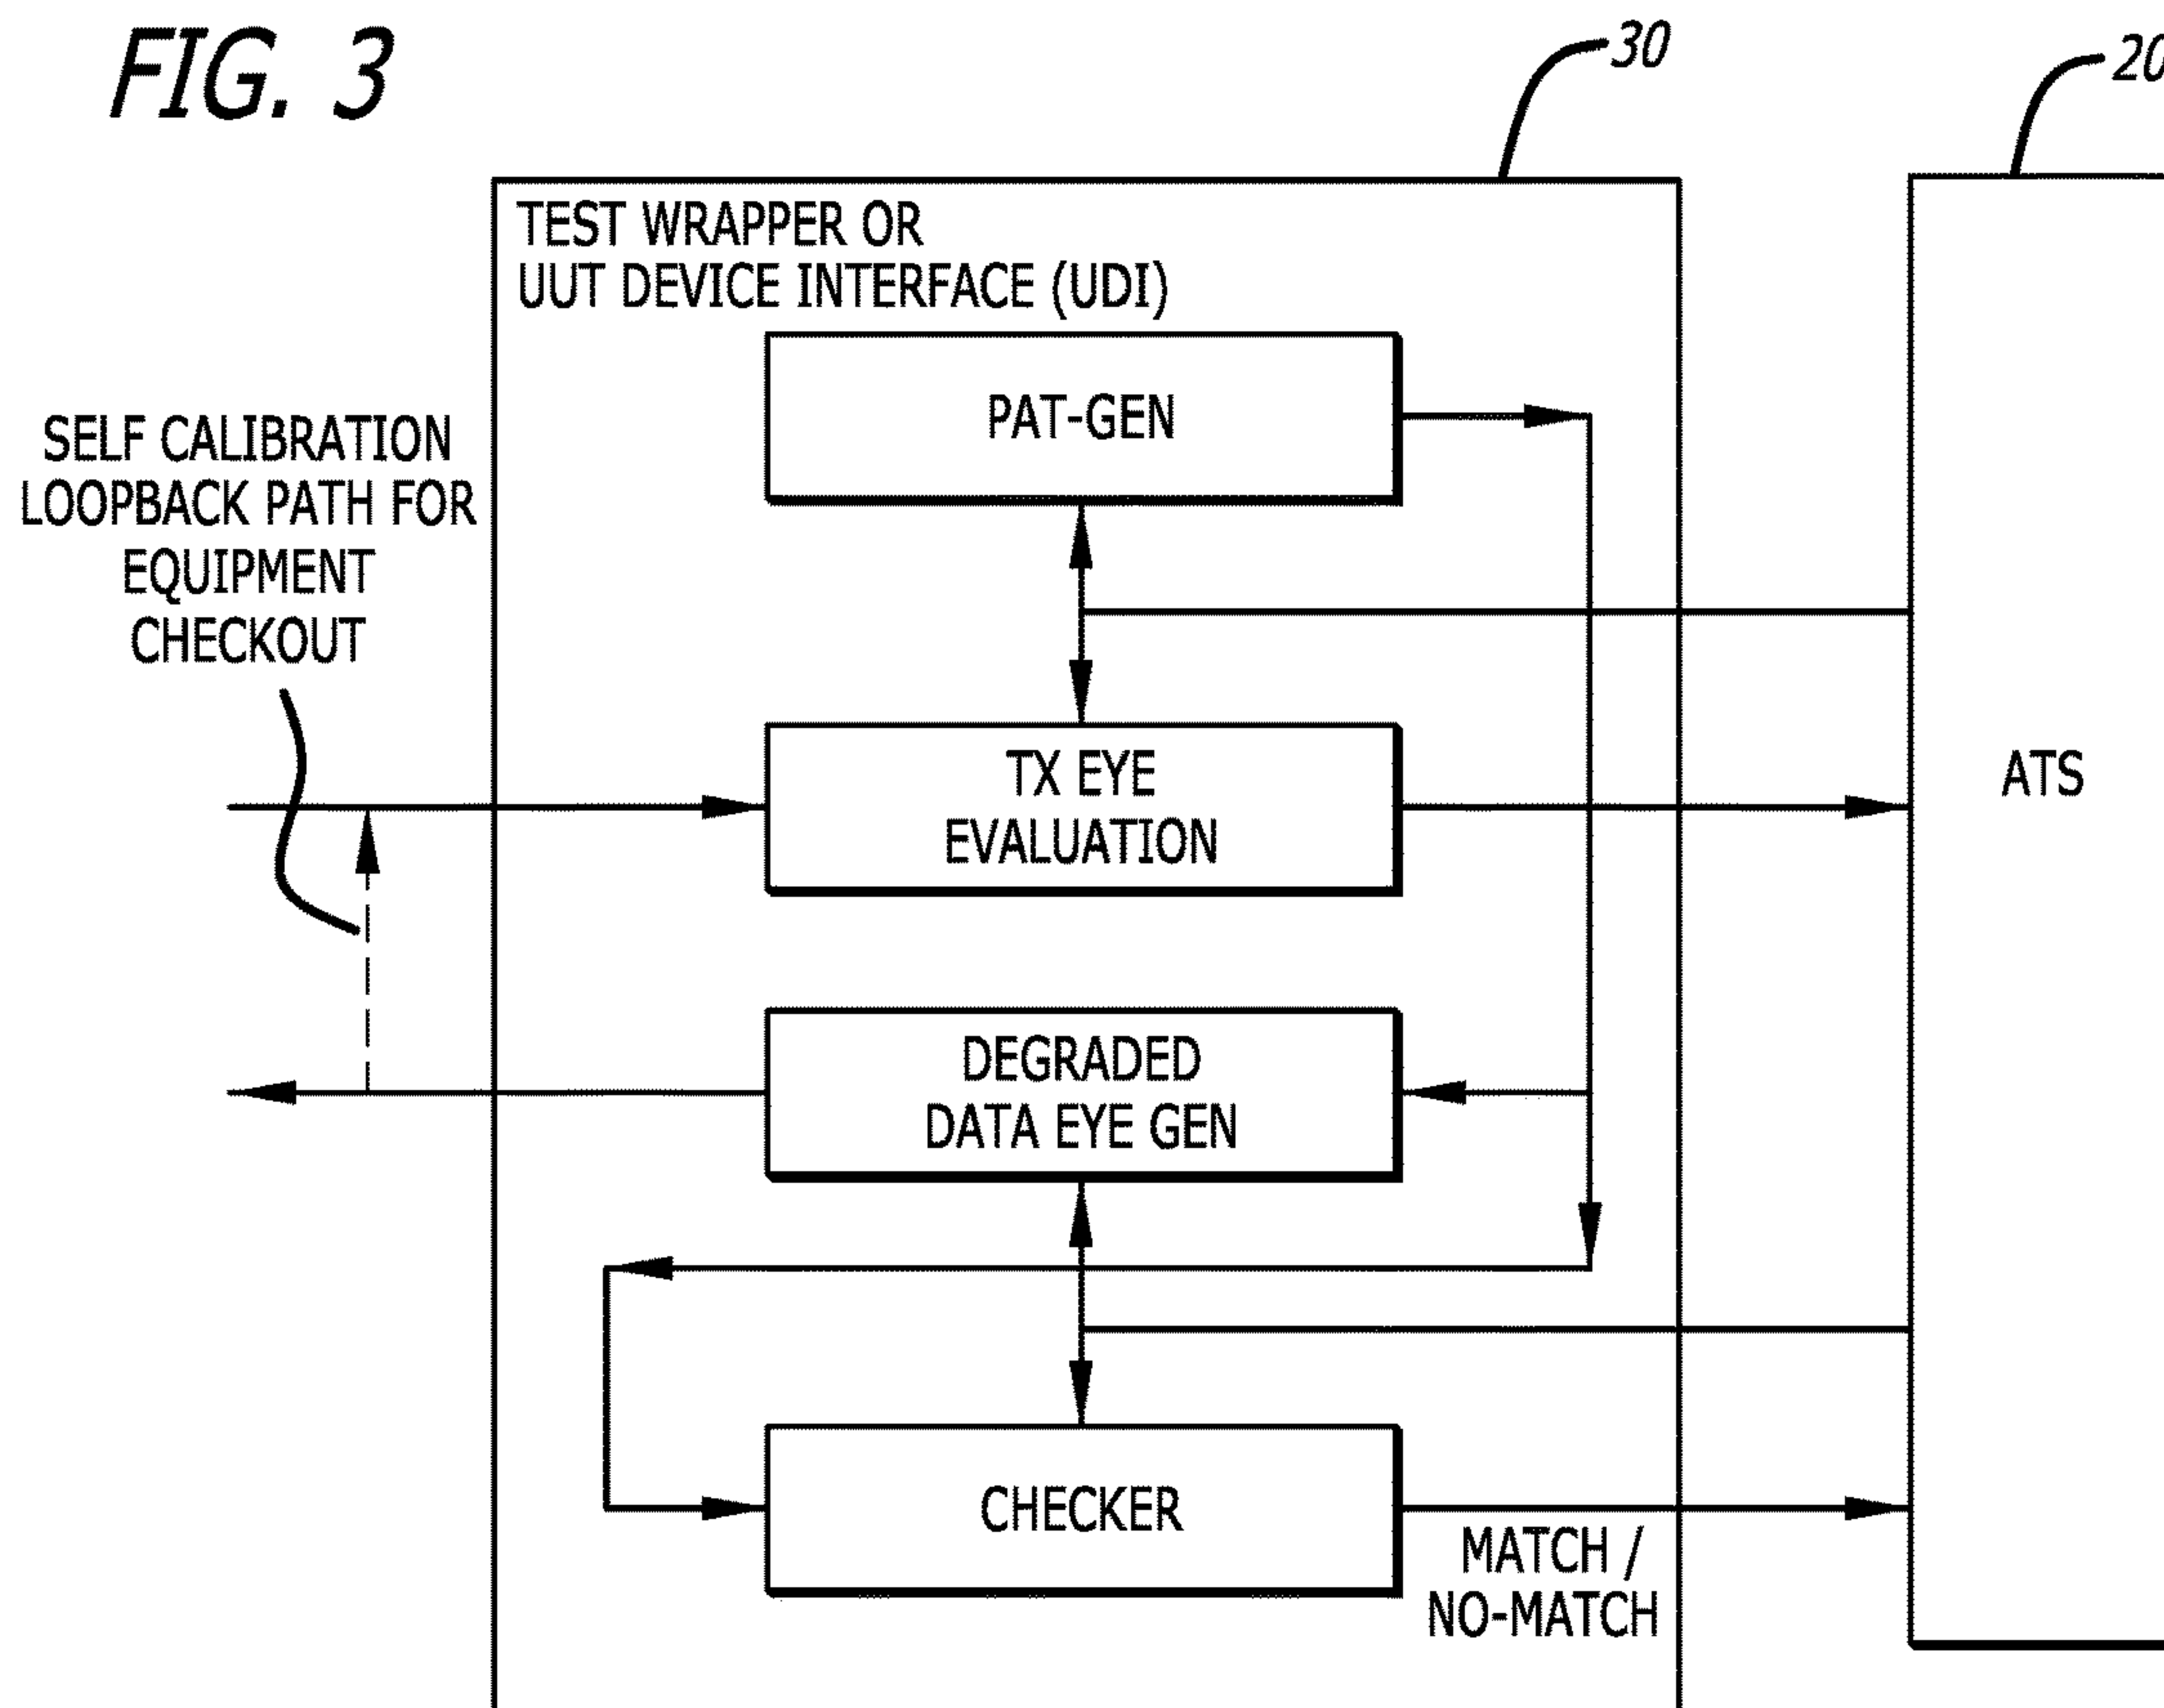 FIG. 3
30
20
TEST WRAPPER OR
UUT DEVICE INTERFACE (UDI)
PAT-GEN
SELF CALIBRATION
LOOPBACK PATH FOR
EQUIPMENT
CHECKOUT
TX EYE
EVALUATION
ATS
DEGRADED
DATA EYE GEN
CHECKER
MATCH /
NO-MATCH